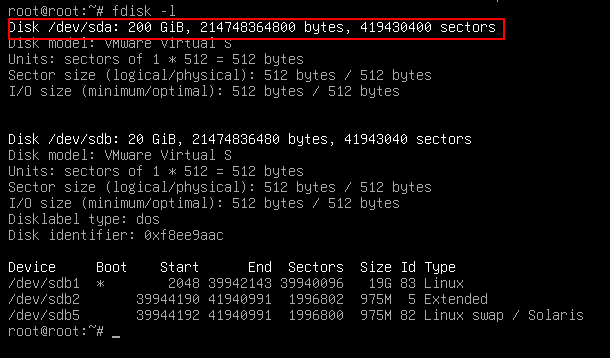 root@root:~# fdisk -l
Disk /dev/sda: 200 GiB, 214748364800 bytes, 419430400 sectors
Disk model: VMware Virtual S
Units: sectors of 1 * 512 = 512 bytes
Sector size (logical/physical): 512 bytes / 512 bytes
I/O size (minimum/optimal): 512 bytes / 512 bytes
Disk /dev/sdb: 20 GiB, 21474836480 bytes, 41943040 sectors
Disk model: VMware Virtual S
Units: sectors of 1 * 512 = 512 bytes
Sector size (logical/physical): 512 bytes / 512 bytes
I/O size (minimum/optimal): 512 bytes / 512 bytes
Disklabel type: dos
Disk identifier: 0xf8ee9aac
Device     Boot    Start      End  Sectors  Size Id Type
/dev/sdb1  *        2048 39942143 39940096   19G 83 Linux
/dev/sdb2       39944190 41940991  1996802  975M  5 Extended
/dev/sdb5       39944192 41940991  1996800  975M 82 Linux swap / Solaris
root@root:~# _